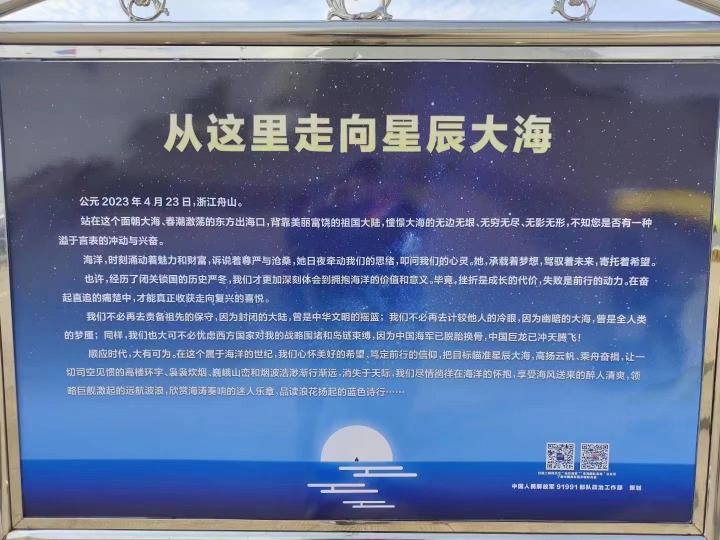 从这里走向星辰大海
公元 2023 年 4 月 23 日，浙江舟山。
站在这个面朝大海、春潮激荡的东方出海口，背靠美丽富饶的祖国大陆，憧憬大海的无边无垠、无穷无尽、无影无形，不知您是否有一种
溢于言表的冲动与兴奋。
海洋，时刻涌动着魅力和财富，诉说着尊严与沧桑，她日夜牵动我们的思绪，叩问我们的心灵。她，承载着梦想，驾驭着未来，寄托着希望。
也许，经历了闭关锁国的历史严冬，我们才更加深刻体会到拥抱海洋的价值和意义。毕竟，挫折是成长的代价，失败是前行的动力。在奋
起直追的痛楚中，才能真正收获走向复兴的喜悦。
我们不必再去责备祖先的保守，因为封闭的大陆，曾是中华文明的摇篮；我们不必再去计较他人的冷眼，因为幽暗的大海，曾是全人类
的梦魇；同样，我们也大可不必忧虑西方国家对我的战略围堵和岛链束缚，因为中国海军已脱胎换骨，中国巨龙已冲天腾飞！
顺应时代，大有可为。在这个属于海洋的世纪，我们心怀美好的希望，笃定前行的信仰，把目标瞄准星辰大海，高扬云帆、乘舟奋楫，让一
切司空见惯的高楼环宇、袅袅炊烟、巍峨山峦和烟波浩渺渐行渐远，消失于天际，我们尽情徜徉在海洋的怀抱，享受海风送来的醉人清爽，领
略巨舰激起的远航波浪，欣赏海涛奏响的迷人乐章，品读浪花扬起的蓝色诗行……
中国人民解放军 91991 部队政治工作部 策划